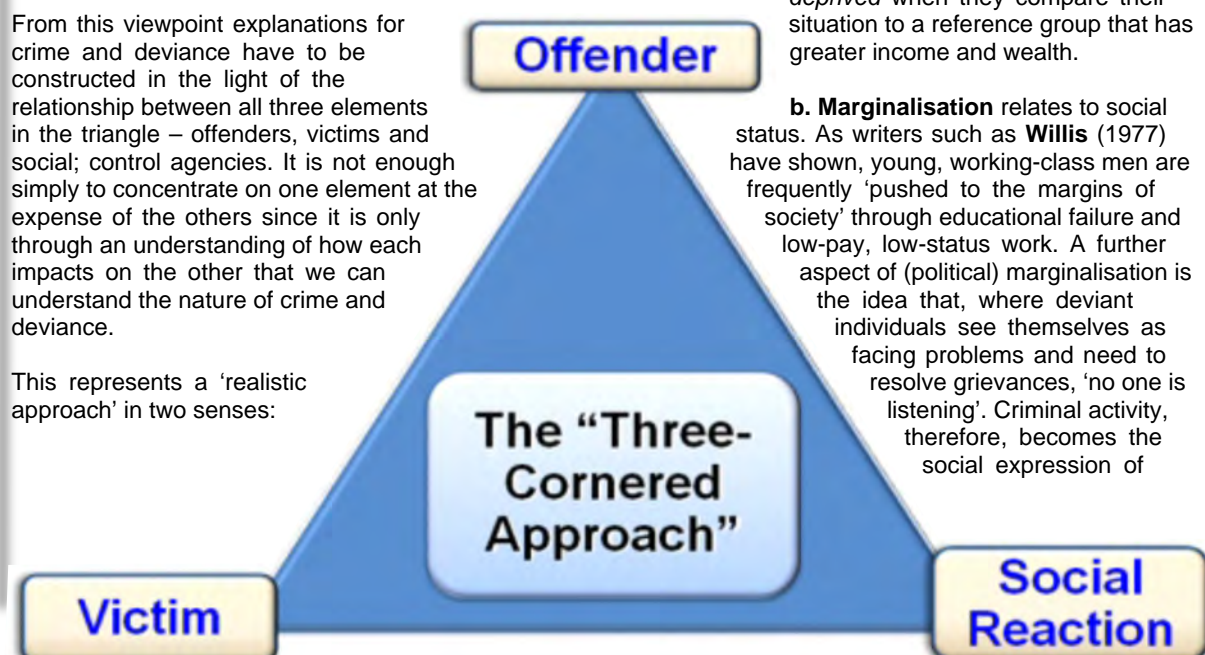 From this viewpoint explanations for
crime and deviance have to be
constructed in the light of the
relationship between all three elements
in the triangle – offenders, victims and
social; control agencies. It is not enough
simply to concentrate on one element at the
expense of the others since it is only
through an understanding of how each
impacts on the other that we can
understand the nature of crime and
deviance.
This represents a ‘realistic
approach’ in two senses:
Offender
The “Three-
Cornered
Approach”
Victim
Social
Reaction
deprived when they compare their
situation to a reference group that has
greater income and wealth.
b. Marginalisation relates to social
status. As writers such as Willis (1977)
have shown, young, working-class men are
frequently ‘pushed to the margins of
society’ through educational failure and
low-pay, low-status work. A further
aspect of (political) marginalisation is
the idea that, where deviant
individuals see themselves as
facing problems and need to
resolve grievances, ‘no one is
listening’. Criminal activity,
therefore, becomes the
social expression of